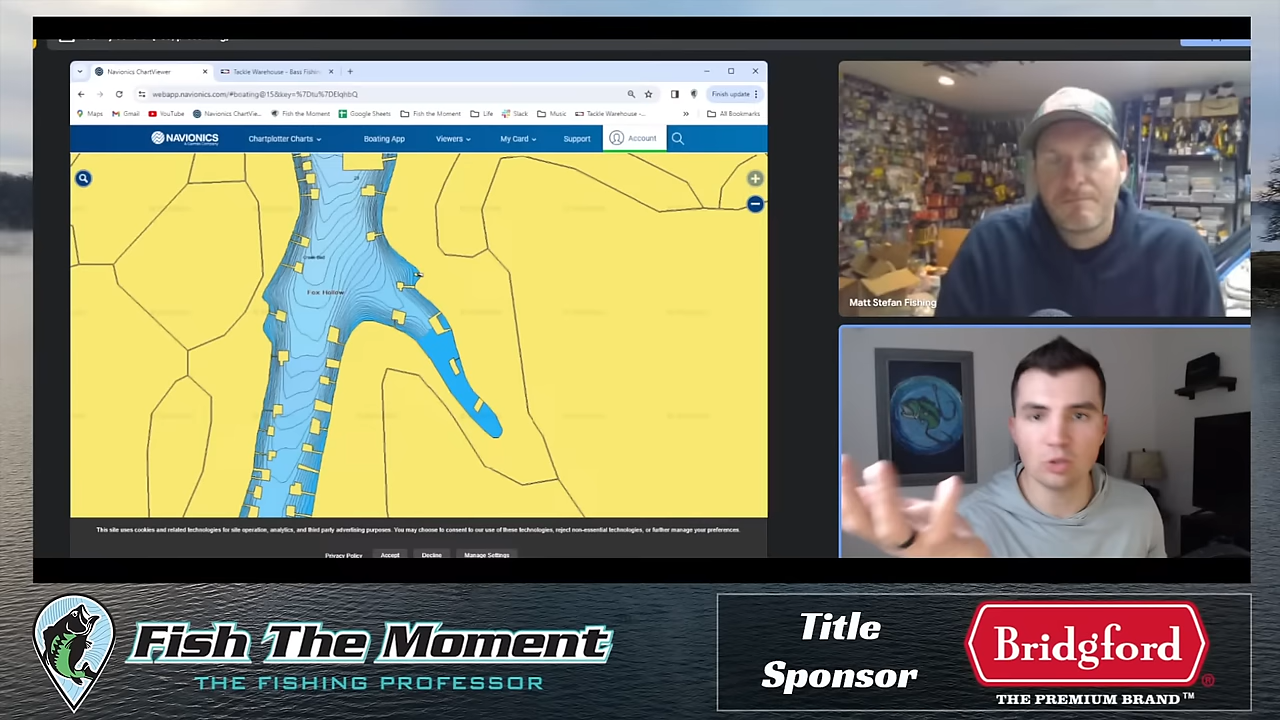 Navionics ChartViewer
Tackle Warehouse - Bass Fishin
webapp.navionics.com/#boating@15&key=%7Dtu%7DElqhbQ
Finish update
Maps
Gmail
YouTube
Navionics ChartVie...
Fish the Moment
Google Sheets
Fish the Moment
Life
Slack
Music
Tackle Warehouse -...
All Bookmarks
NAVIONICS
Chartplotter Charts
Boating App
Viewers
My Card
Support
Account
Fox Hollow
This site uses cookies and related technologies for site operation, analytics, and third party advertising purposes. You may choose to consent to our use of these technologies, reject non-essential technologies, or further manage your preferences.
Privacy Policy
Accept
Decline
Manage Settings
Matt Stefan Fishing
Fish The Moment
THE FISHING PROFESSOR
Title
Sponsor
Bridgford
THE PREMIUM BRAND™